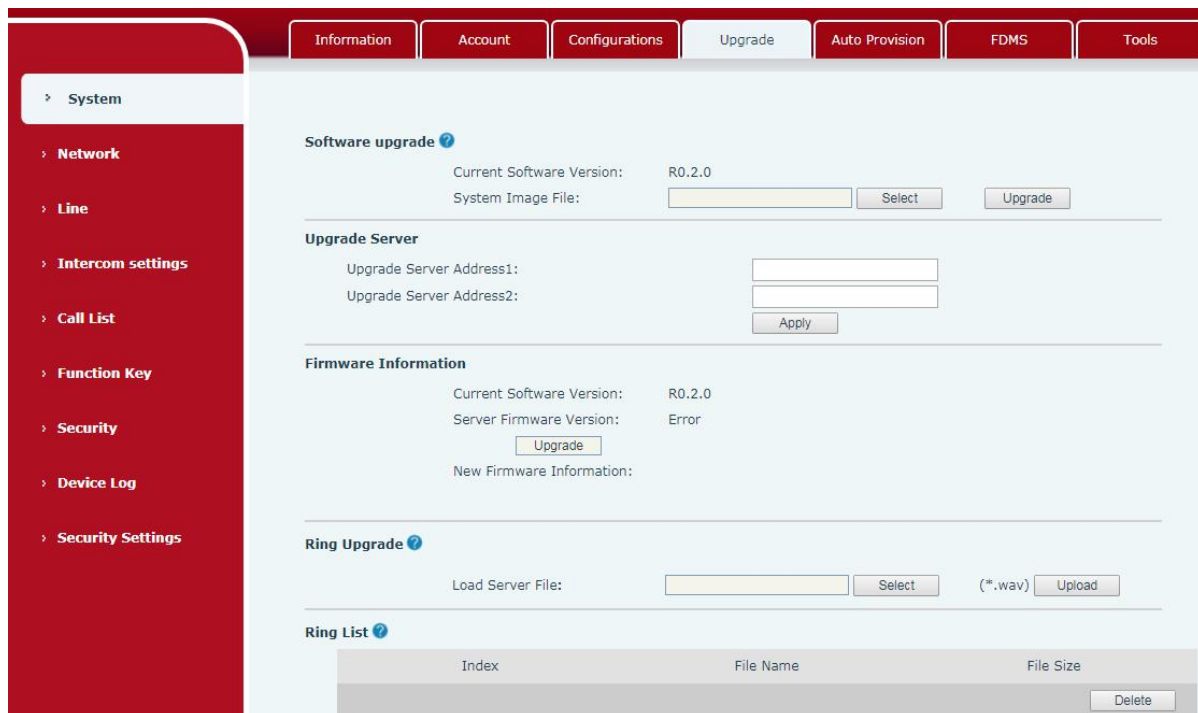 Information Account Configurations Upgrade Auto Provision FDMS Tools
System
Network
Line
Intercom settings
Call List
Function Key
Security
Device Log
Security Settings
Software upgrade ?
Current Software Version: R0.2.0
System Image File: Select Upgrade
Upgrade Server
Upgrade Server Address1:
Upgrade Server Address2:
Apply
Firmware Information
Current Software Version: R0.2.0
Server Firmware Version: Error
Upgrade
New Firmware Information:
Ring Upgrade ?
Load Server File: Select (*.wav) Upload
Ring List ?
Index File Name File Size
Delete